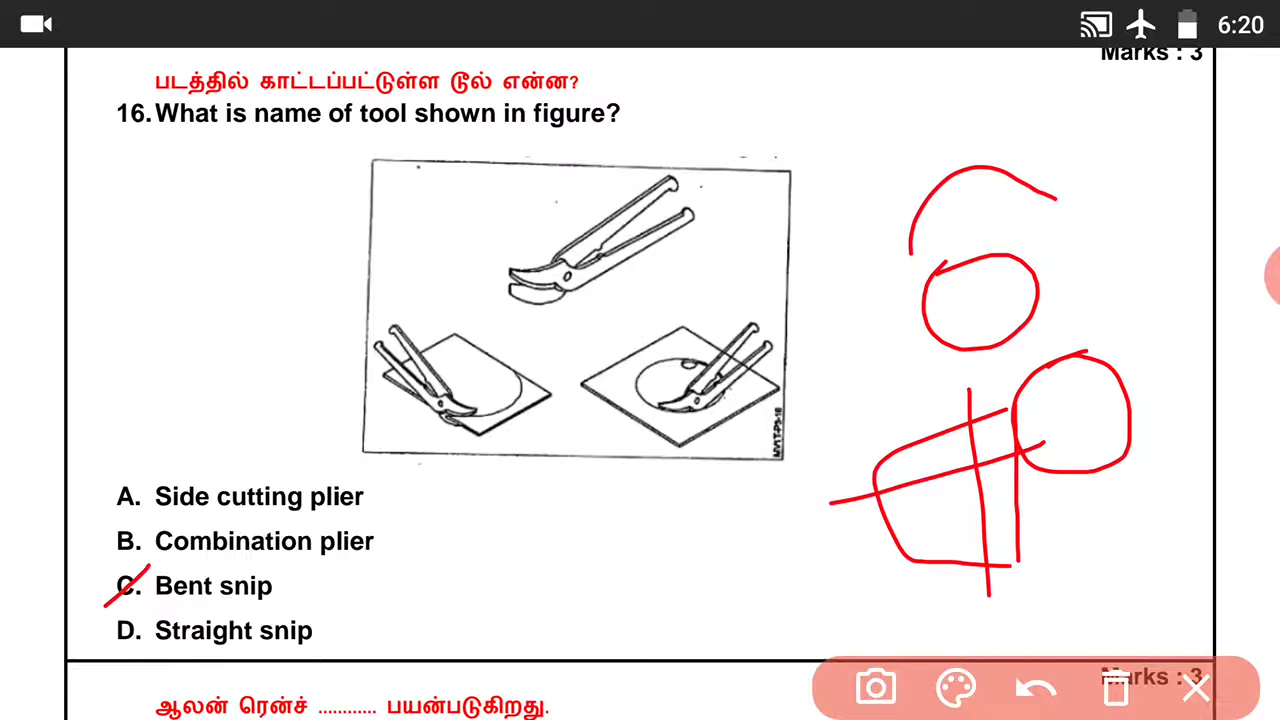 6:20
Marks : 3
படத்தில் காட்டப்பட்டுள்ள டூல் என்ன?
16. What is name of tool shown in figure?
A. Side cutting plier
B. Combination plier
C. Bent snip
D. Straight snip
Marks : 3
ஆலன் ரென்ச் ............ பயன்படுகிறது.